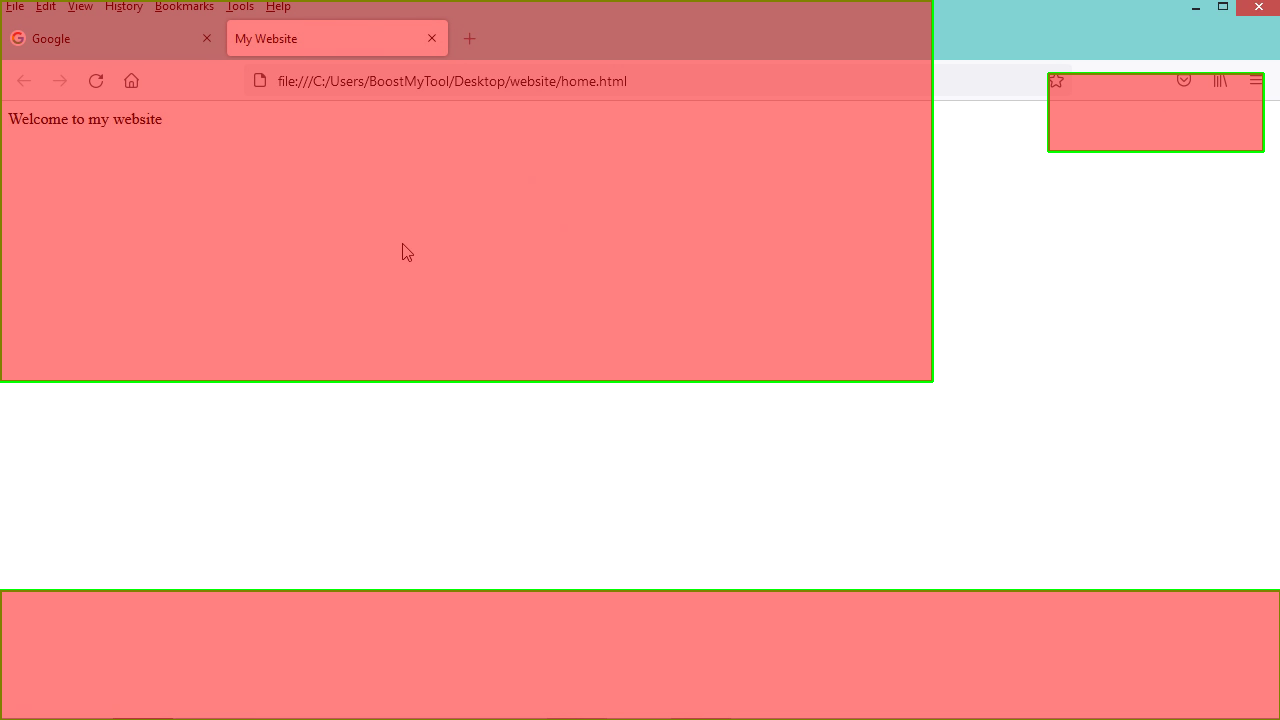 File Edit View History Bookmarks Tools Help
Google My Website
file:///C:/Users/BoostMyTool/Desktop/website/home.html
Welcome to my website